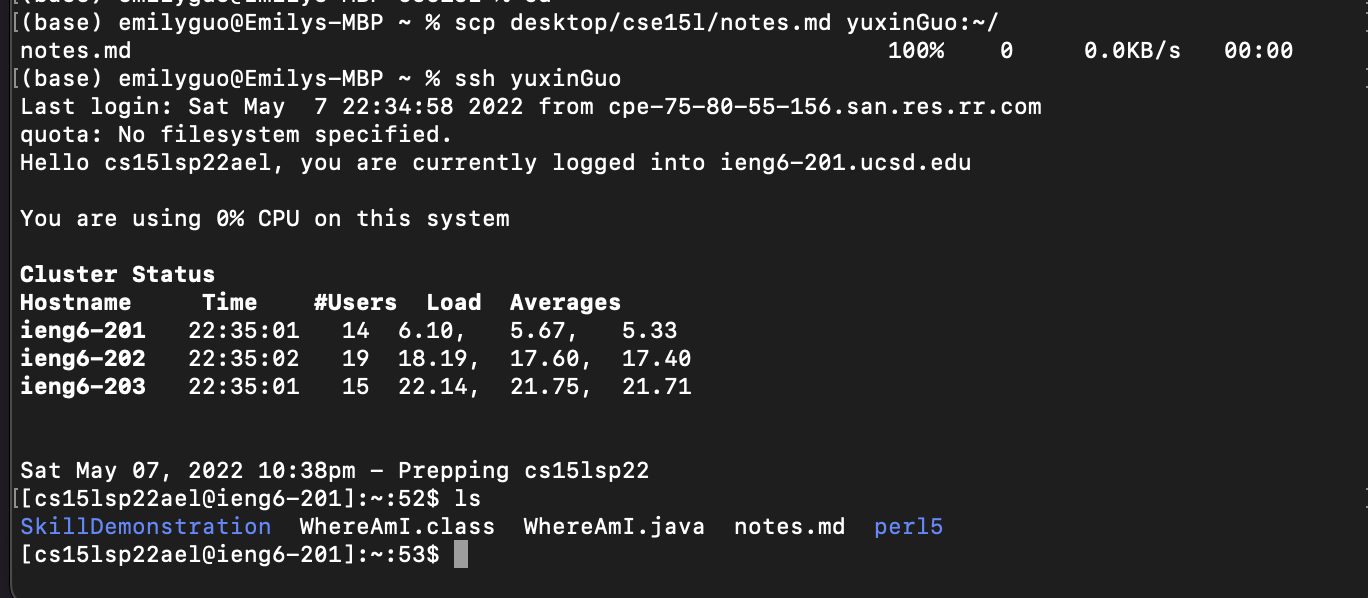 [(base) emilyguo@Emilys-MBP ~ % scp desktop/cse15l/notes.md yuxinGuo:~/
notes.md 100% 0 0.0KB/s 00:00
[(base) emilyguo@Emilys-MBP ~ % ssh yuxinGuo
Last login: Sat May  7 22:34:58 2022 from cpe-75-80-55-156.san.res.rr.com
quota: No filesystem specified.
Hello cs15lsp22ael, you are currently logged into ieng6-201.ucsd.edu
You are using 0% CPU on this system
Cluster Status
Hostname Time #Users Load Averages
ieng6-201 22:35:01 14 6.10, 5.67, 5.33
ieng6-202 22:35:02 19 18.19, 17.60, 17.40
ieng6-203 22:35:01 15 22.14, 21.75, 21.71
Sat May 07, 2022 10:38pm - Prepping cs15lsp22
[[cs15lsp22ael@ieng6-201]:~:52$ ls
SkillDemonstration WhereAmI.class WhereAmI.java notes.md perl5
[cs15lsp22ael@ieng6-201]:~:53$